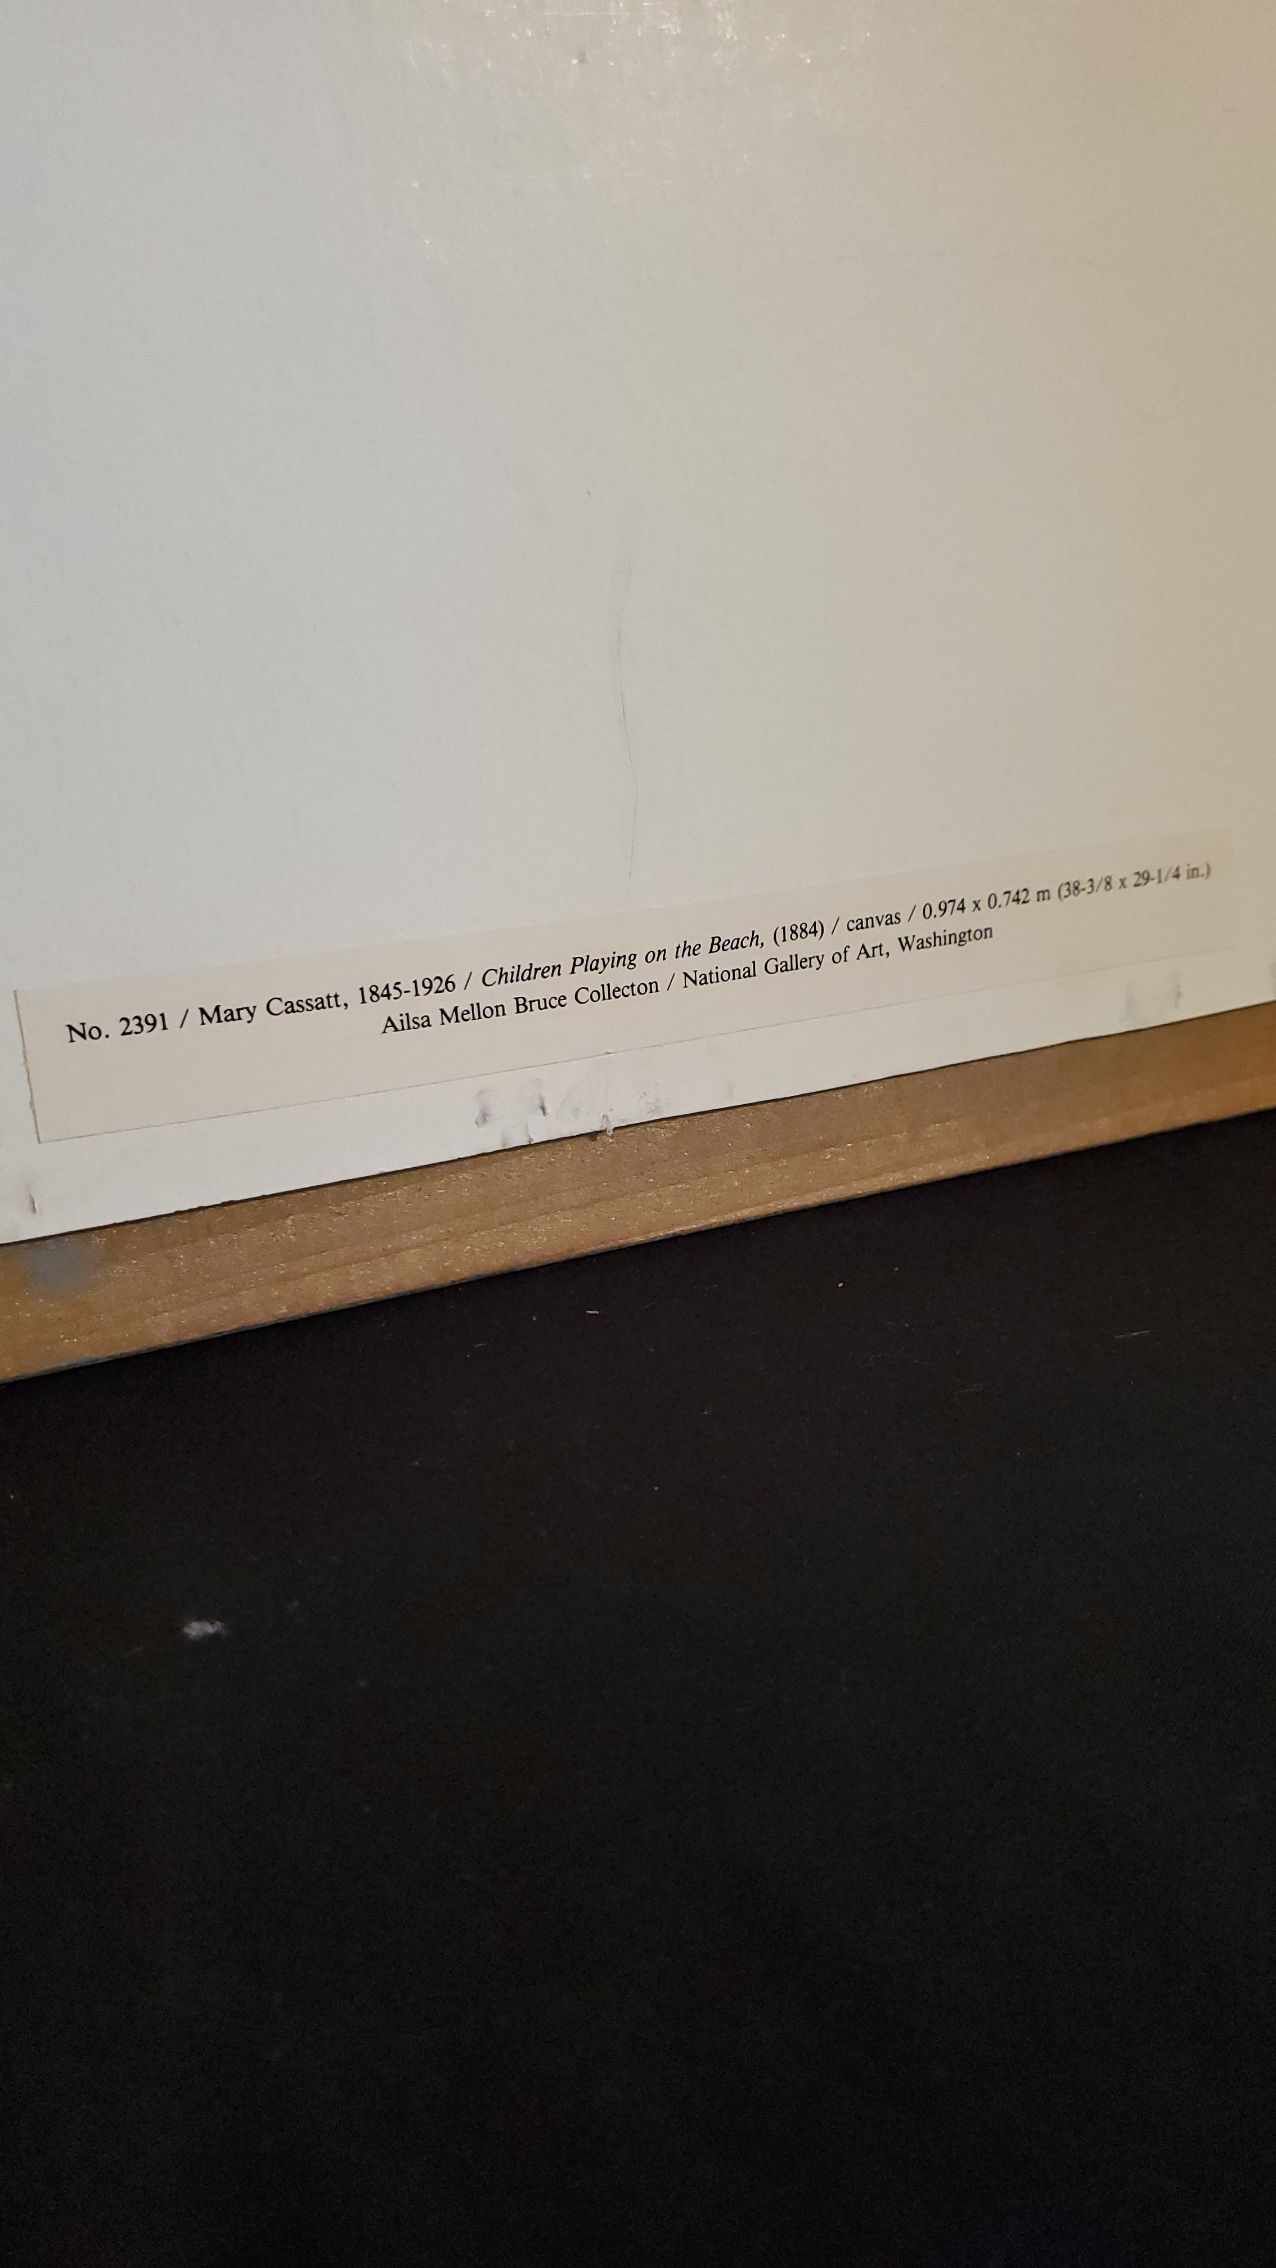 No. 2391 / Mary Cassatt, 1845-1926 / Children Playing on the Beach, (1884) / canvas / 0.974 x 0.742 m (38-3/8 x 29-1/4 in.)
Ailsa Mellon Bruce Collecton / National Gallery of Art, Washington